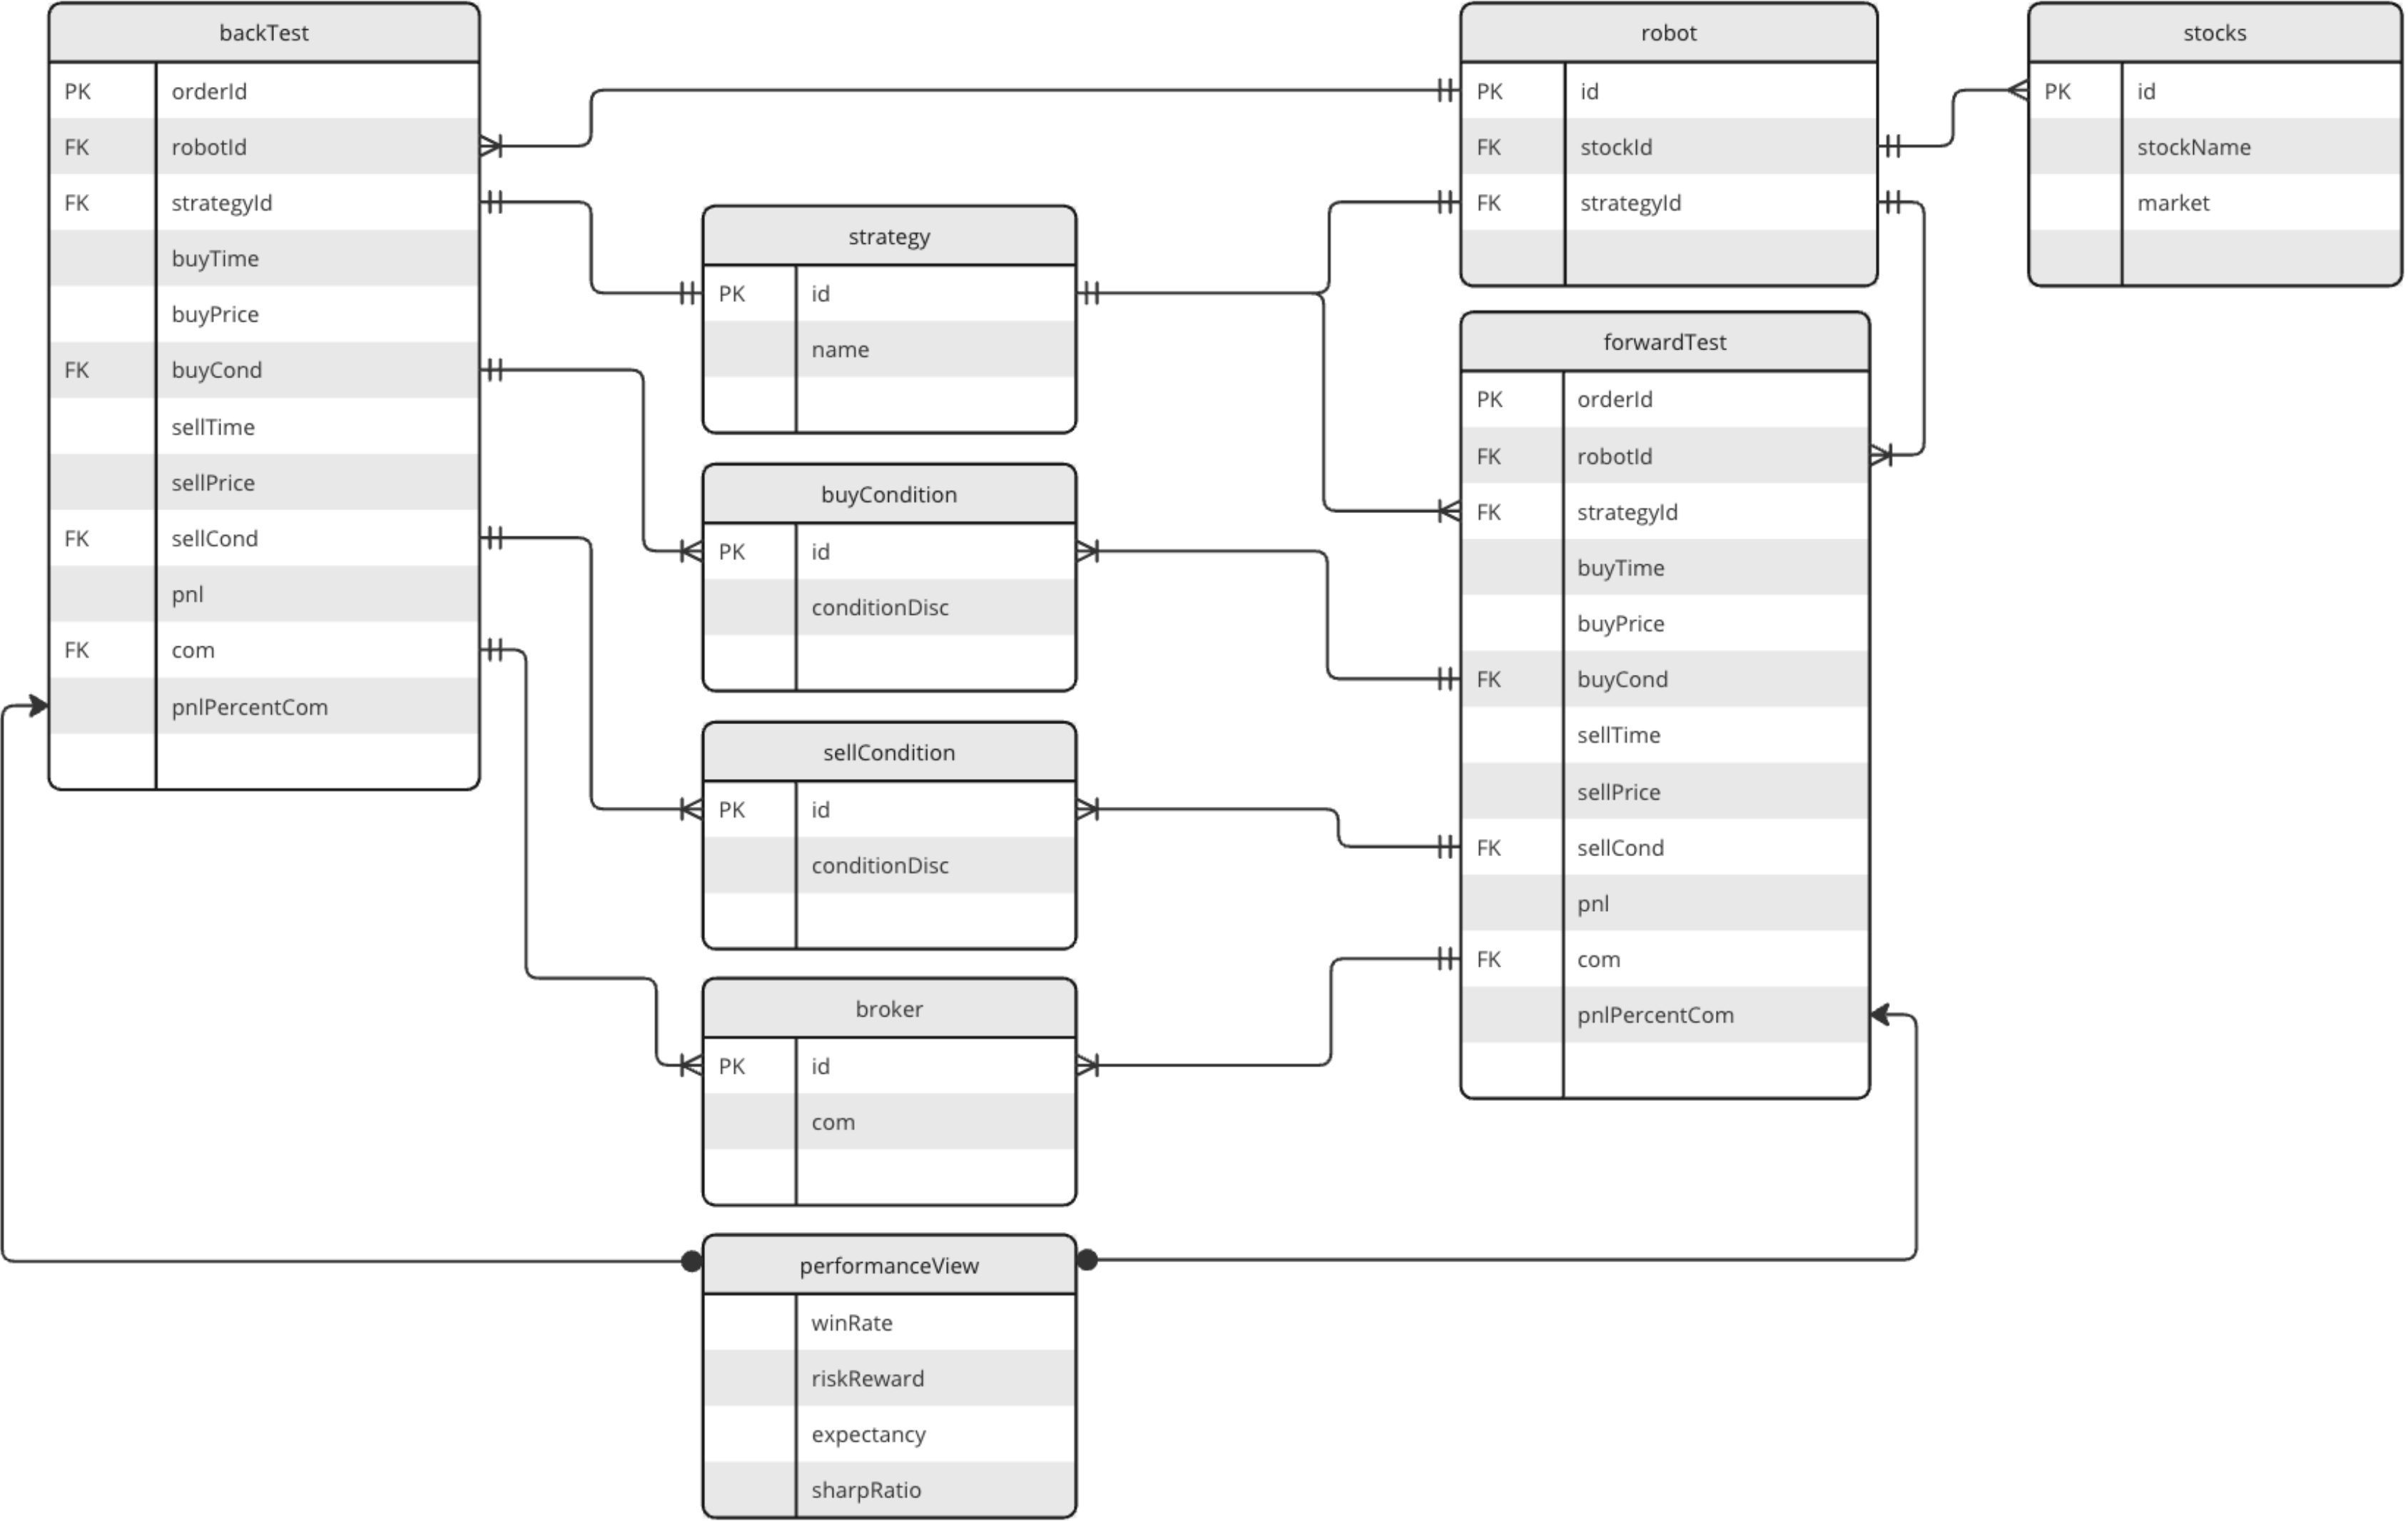 backTest
PK orderId
FK robotId
FK strategyId
buyTime
buyPrice
FK buyCond
sellTime
sellPrice
FK sellCond
pnl
FK com
pnlPercentCom
strategy
PK id
name
buyCondition
PK id
conditionDisc
sellCondition
PK id
conditionDisc
broker
PK id
com
performanceView
winRate
riskReward
expectancy
sharpRatio
robot
PK id
FK stockId
FK strategyId
forwardTest
PK orderId
FK robotId
FK strategyId
buyTime
buyPrice
FK buyCond
sellTime
sellPrice
FK sellCond
pnl
FK com
pnlPercentCom
stocks
PK id
stockName
market